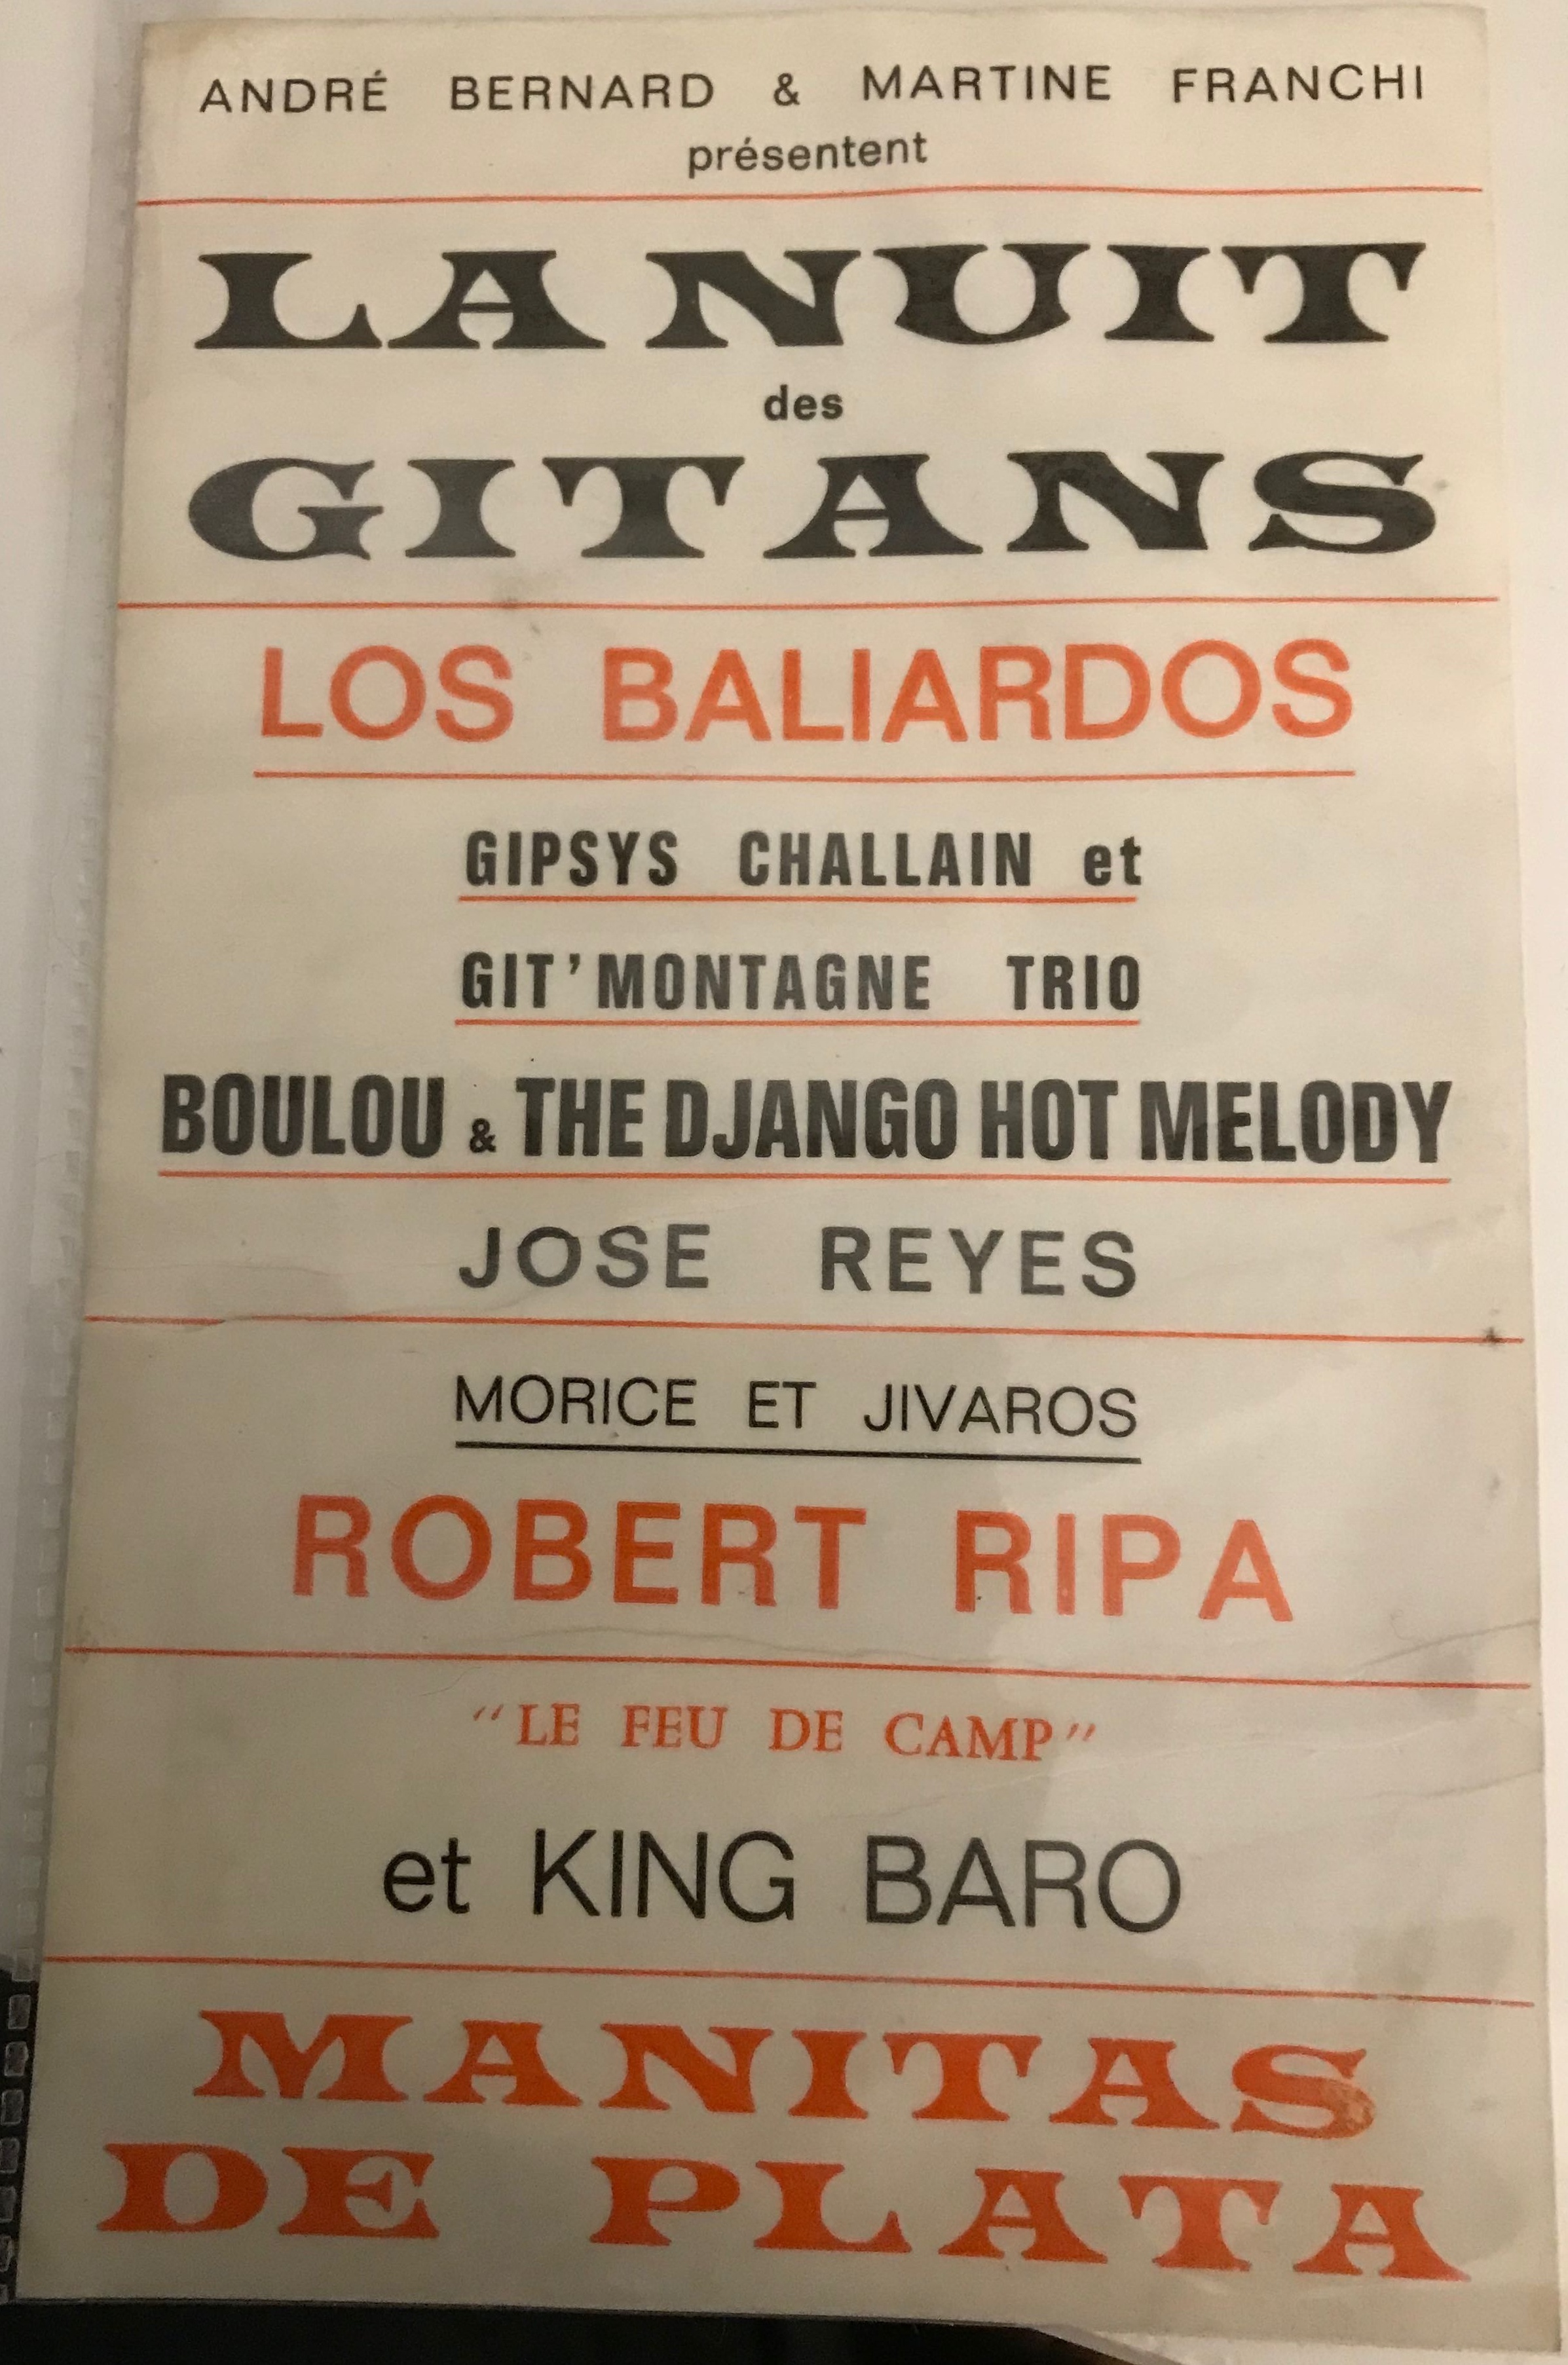 ANDRÉ BERNARD & MARTINE FRANCHI
présentent
LA NUIT
des
GITANS
LOS BALIARDOS
GIPSYS CHALLAIN et
GIT'MONTAGNE TRIO
BOULOU & THE DJANGO HOT MELODY
JOSE REYES
MORICE ET JIVAROS
ROBERT RIPA
"LE FEU DE CAMP"
et KING BARO
MANITAS
DE PLATA